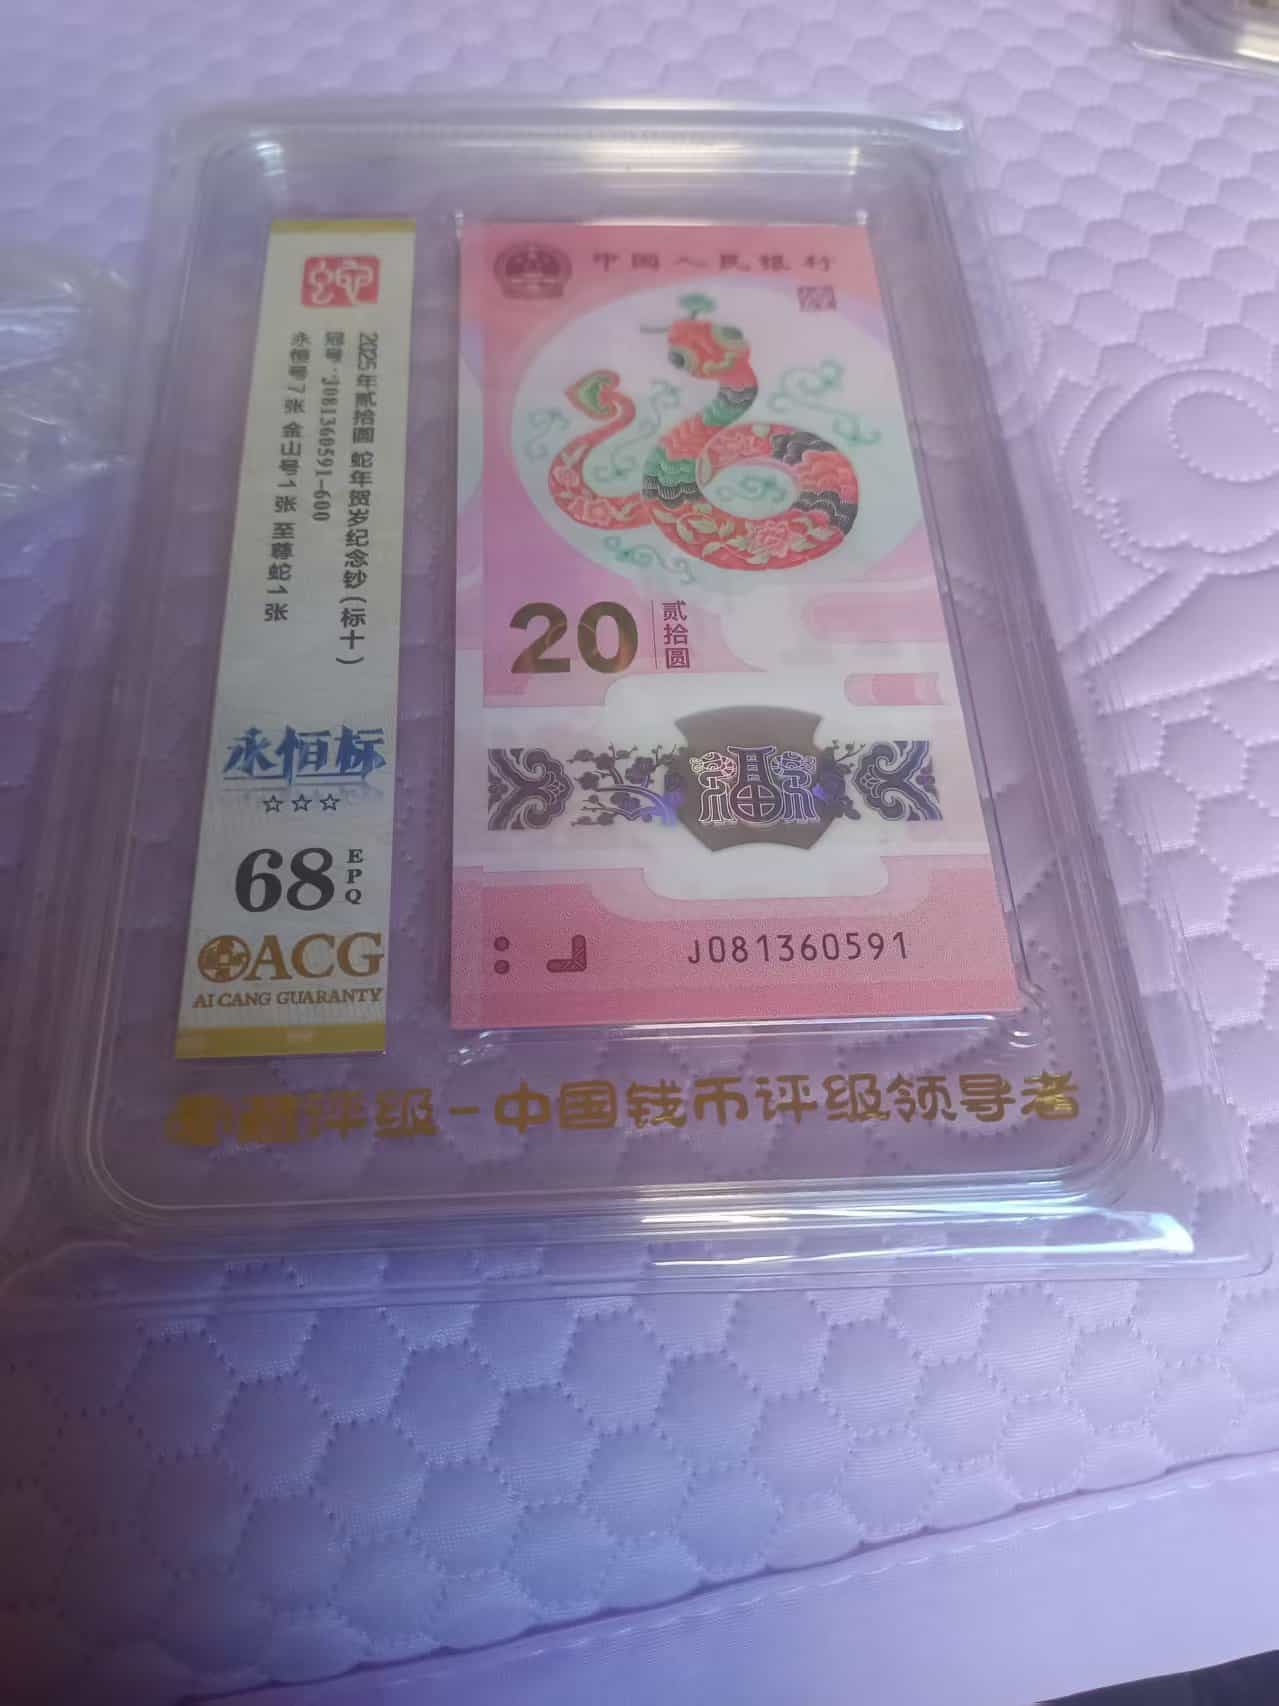 2025年贰拾圆 蛇年贺岁纪念钞(标十)
冠号·J081360591-600
永恒号7张 金山号1张 至尊蛇1张
永恒标
☆☆☆
68
EPQ
ACG
AI CANG GUARANTY
中国人民银行
20
贰拾圆
J081360591
藏评级-中国钱币评级领导者